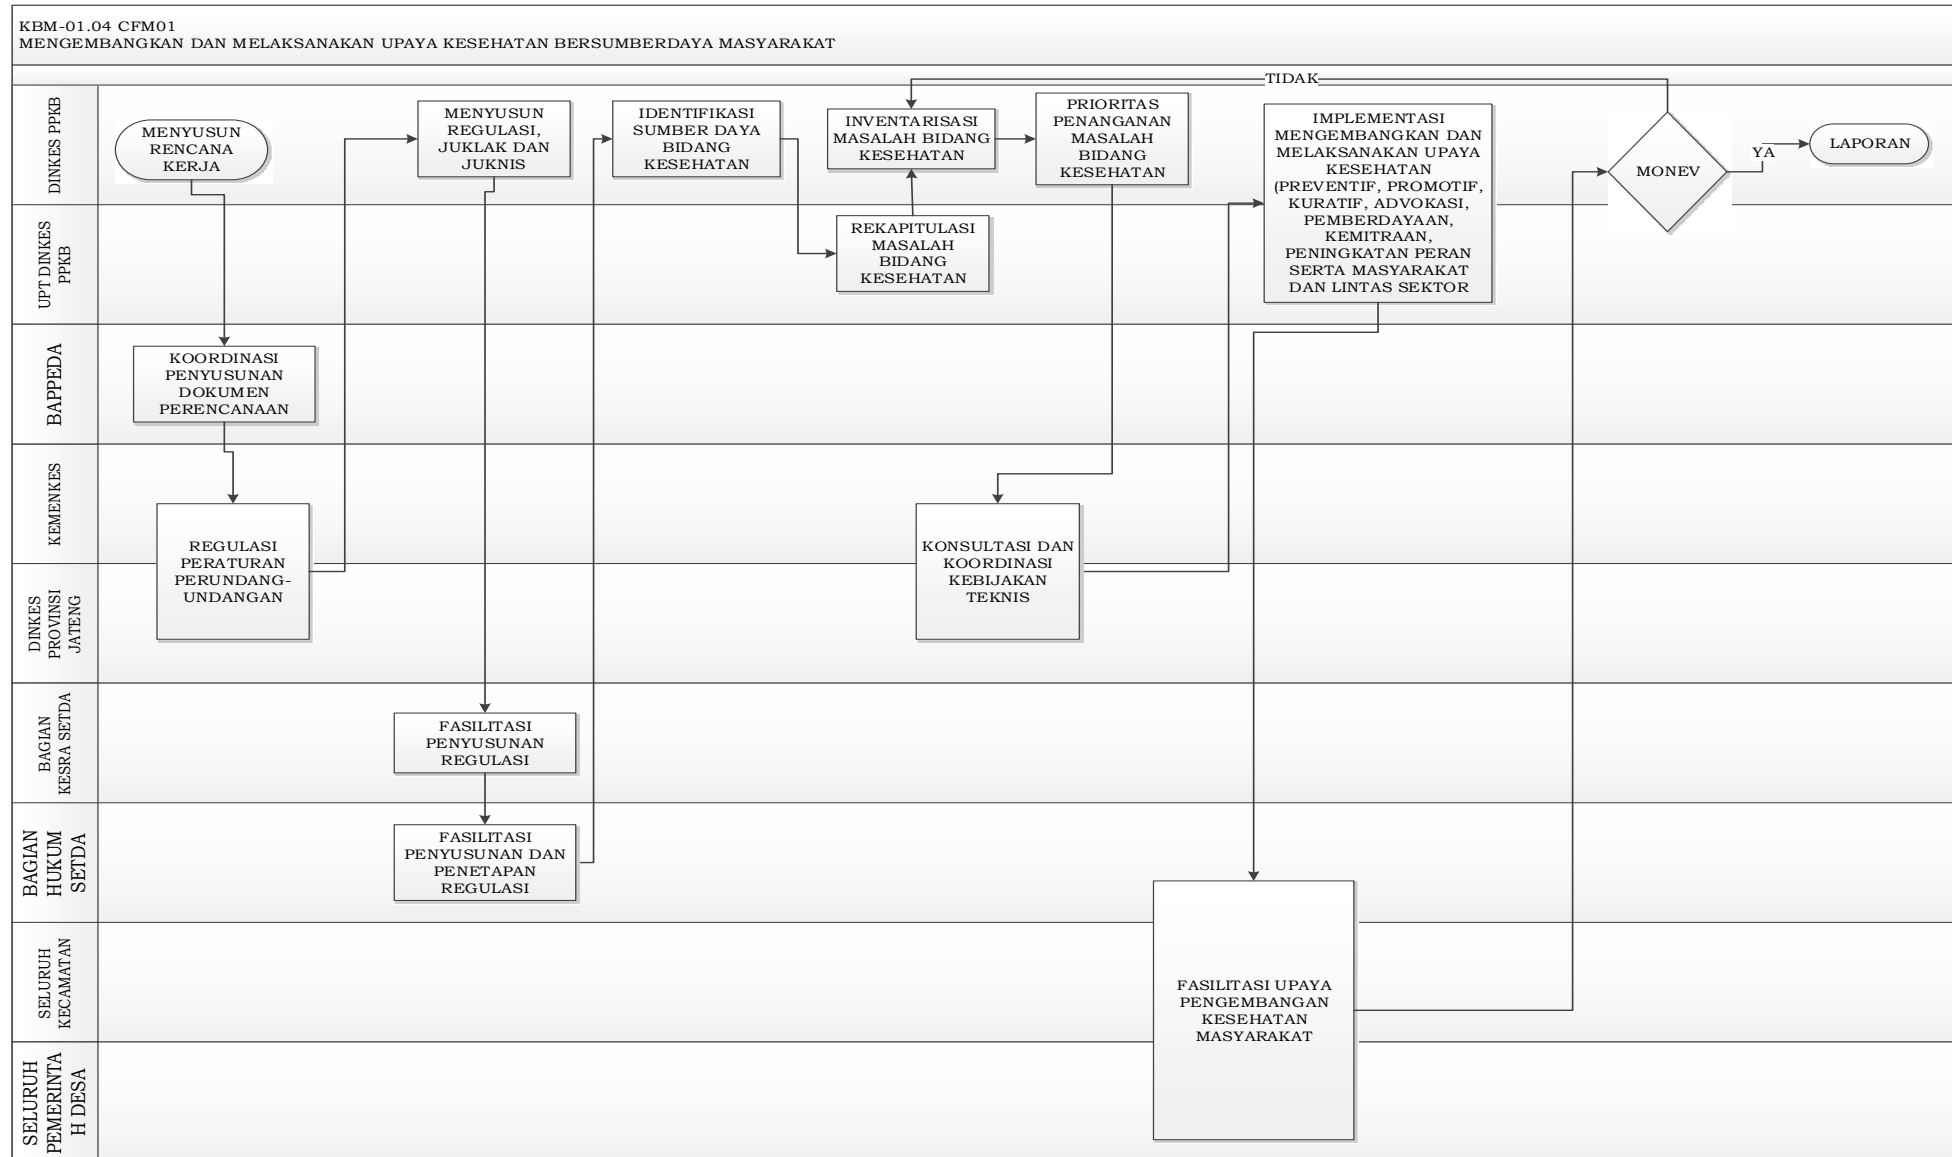 KBM-01.04 CFM01
MENGEMBANGKAN DAN MELAKSANAKAN UPAYA KESEHATAN BERSUMBERDAYA MASYARAKAT
TIDAK
DINKES PPKB
MENYUSUN
RENCANA
KERJA
MENYUSUN
REGULASI,
JUKLAK DAN
JUKNIS
IDENTIFIKASI
SUMBER DAYA
BIDANG
KESEHATAN
INVENTARISASI
MASALAH BIDANG
KESEHATAN
PRIORITAS
PENANGANAN
MASALAH
BIDANG
KESEHATAN
IMPLEMENTASI
MENGEMBANGKAN DAN
MELAKSANAKAN UPAYA
KESEHATAN
(PREVENTIF, PROMOTIF,
KURATIF, ADVOKASI,
PEMBERDAYAAN,
KEMITRAAN,
PENINGKATAN PERAN
SERTA MASYARAKAT
DAN LINTAS SEKTOR
MONEV
YA
LAPORAN
UPT DINKES
PPKB
REKAPITULASI
MASALAH
BIDANG
KESEHATAN
BAPPEDA
KOORDINASI
PENYUSUNAN
DOKUMEN
PERENCANAAN
KEMENKES
REGULASI
PERATURAN
PERUNDANG-
UNDANGAN
KONSULTASI DAN
KOORDINASI
KEBIJAKAN
TEKNIS
DINKES
PROVINSI
JATENG
BAGIAN
KESRA SETDA
FASILITASI
PENYUSUNAN
REGULASI
BAGIAN
HUKUM
SETDA
FASILITASI
PENYUSUNAN DAN
PENETAPAN
REGULASI
SELURUH
KECAMATAN
FASILITASI UPAYA
PENGEMBANGAN
KESEHATAN
MASYARAKAT
SELURUH
PEMERINTA
H DESA